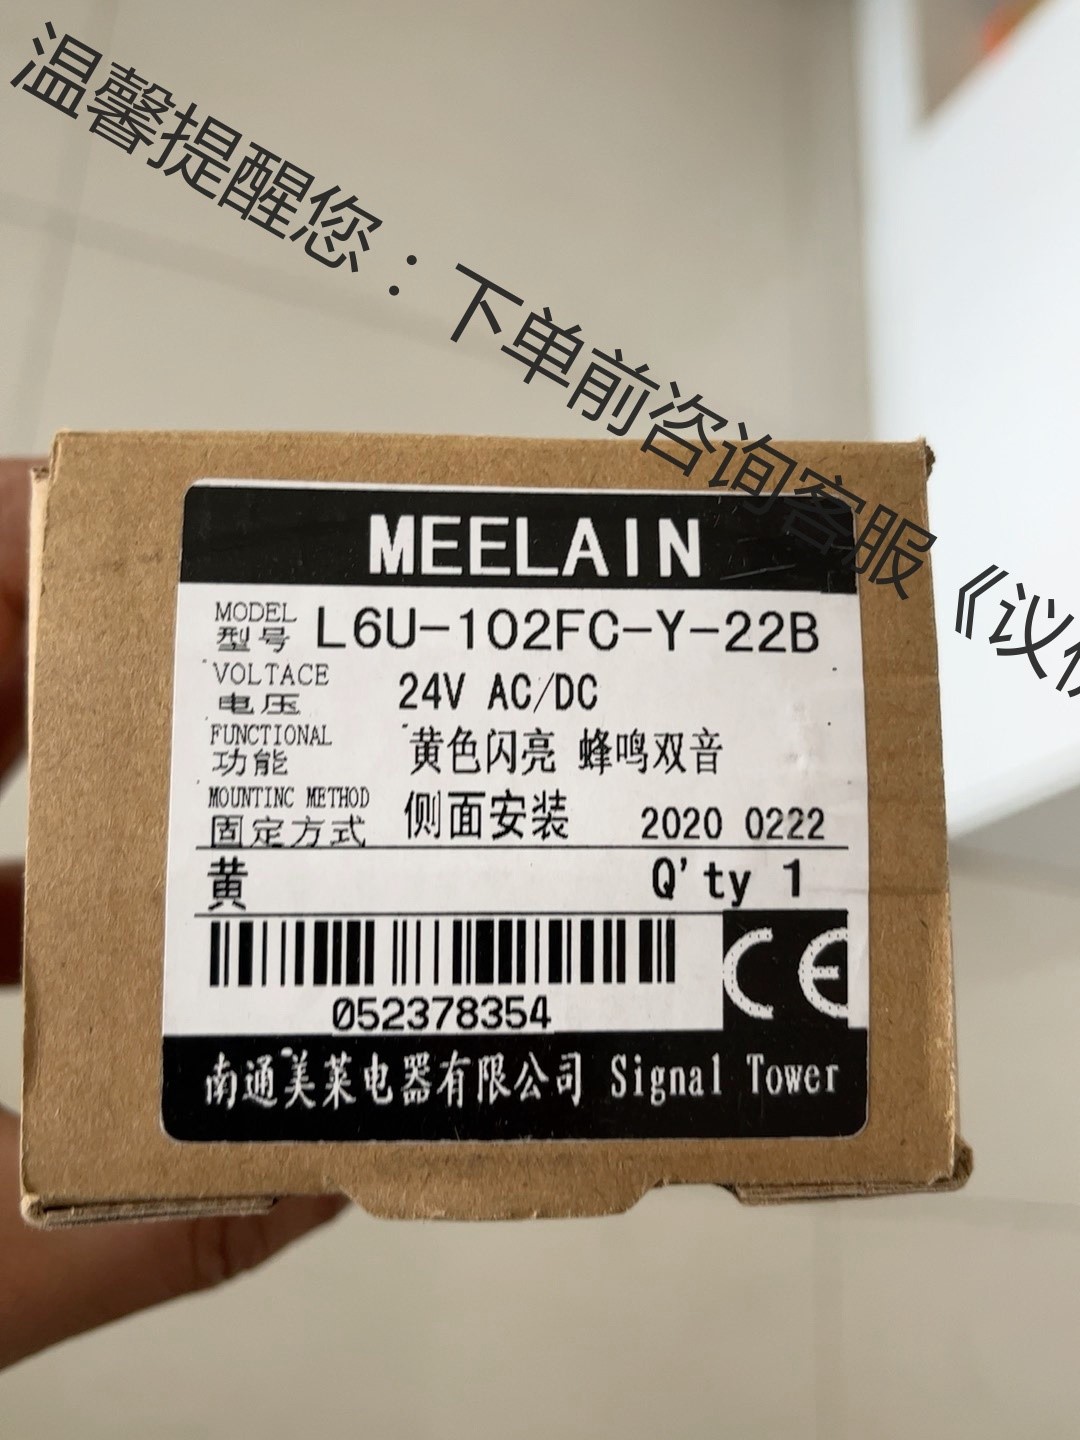 温馨提醒您：下单前咨询客服《议
MEELAIN
MODEL
型号
L6U-102FC-Y-22B
VOLTACE
电压
24V AC/DC
FUNCTIONAL
功能
黄色闪亮 蜂鸣双音
MOUNTINC METHOD
固定方式
侧面安装
2020 0222
黄
Q'ty 1
052378354
CE
南通美莱电器有限公司 Signal Tower